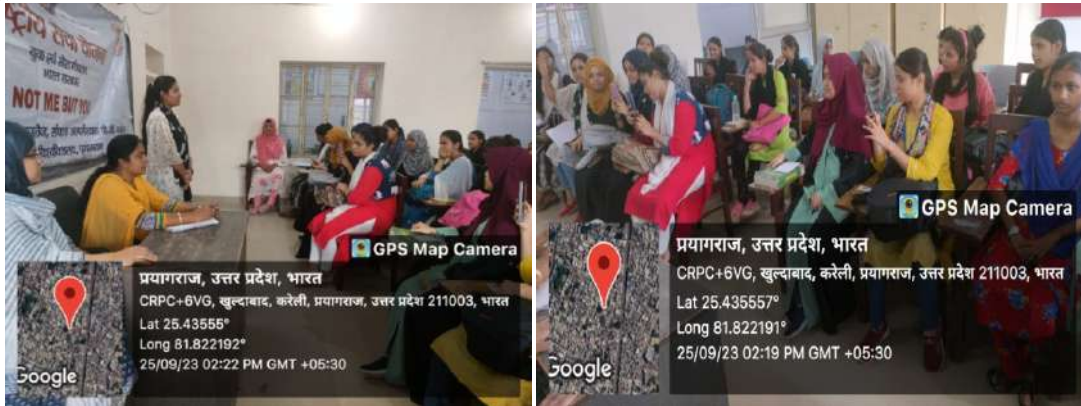 राष्ट्रीय सेवा योजना
भारत सरकार
NOT ME BUT YOU
GPS Map Camera
प्रयागराज, उत्तर प्रदेश, भारत
CRPC+6VG, खुल्दाबाद, करेली, प्रयागराज, उत्तर प्रदेश 211003, भारत
Lat 25.43555°
Long 81.822192°
25/09/23 02:22 PM GMT +05:30
Google
GPS Map Camera
प्रयागराज, उत्तर प्रदेश, भारत
CRPC+6VG, खुल्दाबाद, करेली, प्रयागराज, उत्तर प्रदेश 211003, भारत
Lat 25.435557°
Long 81.822191°
25/09/23 02:19 PM GMT +05:30
Google